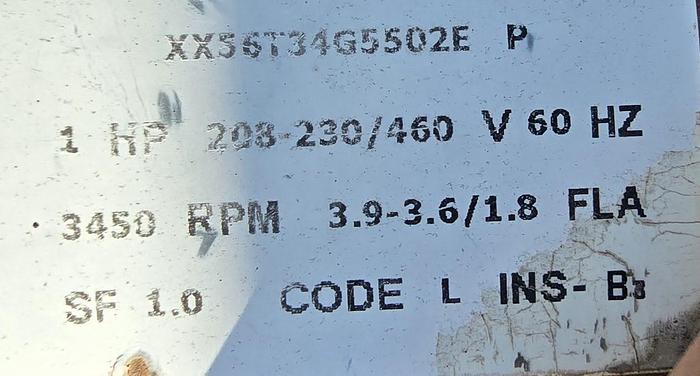 XX56T34G5502E P
1 HP 208-230/460 V 60 HZ
3450 RPM 3.9-3.6/1.8 FLA
SF 1.0 CODE L INS- B